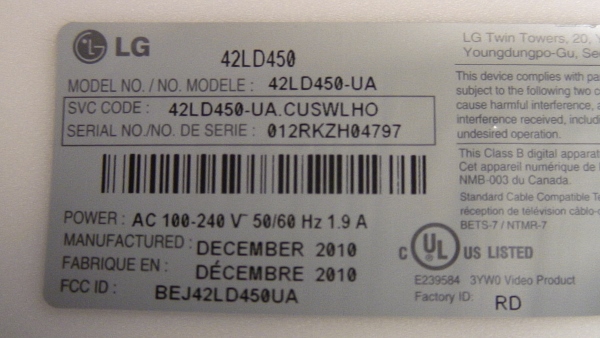 LG
42LD450
MODEL NO. / NO. MODELE : 42LD450-UA
SVC CODE : 42LD450-UA.CUSWLHO
SERIAL NO./NO. DE SERIE : 012RKZH04797
POWER : AC 100-240 V~ 50/60 Hz 1.9 A
MANUFACTURED : DECEMBER 2010
FABRIQUE EN : DÉCEMBRE 2010
FCC ID : BEJ42LD450UA
LG Twin Towers, 20,
Youngdungpo-Gu,
This device complies with
subject to the following two
cause harmful interference,
interference received,
undesired operation.
This Class B digital
Cet appareil numérique de
NMB-003 du Canada.
Standard Cable Compatible
réception de télévision
BETS-7 / NTMR-7
C UL US LISTED
E239584 3YW0 Video Product
Factory ID: RD